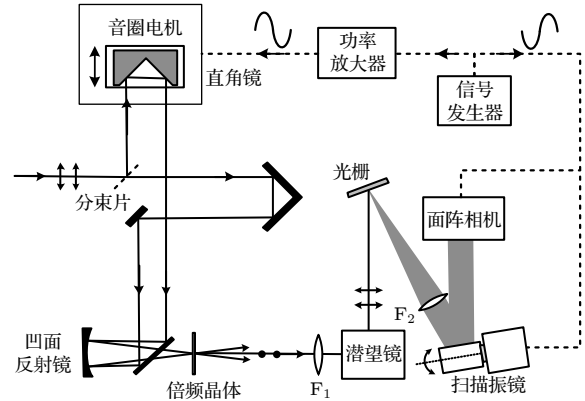 音圈电机
直角镜
功率
放大器
信号
发生器
分束片
光栅
面阵相机
F2
凹面
反射镜
倍频晶体
F1
潜望镜
扫描振镜